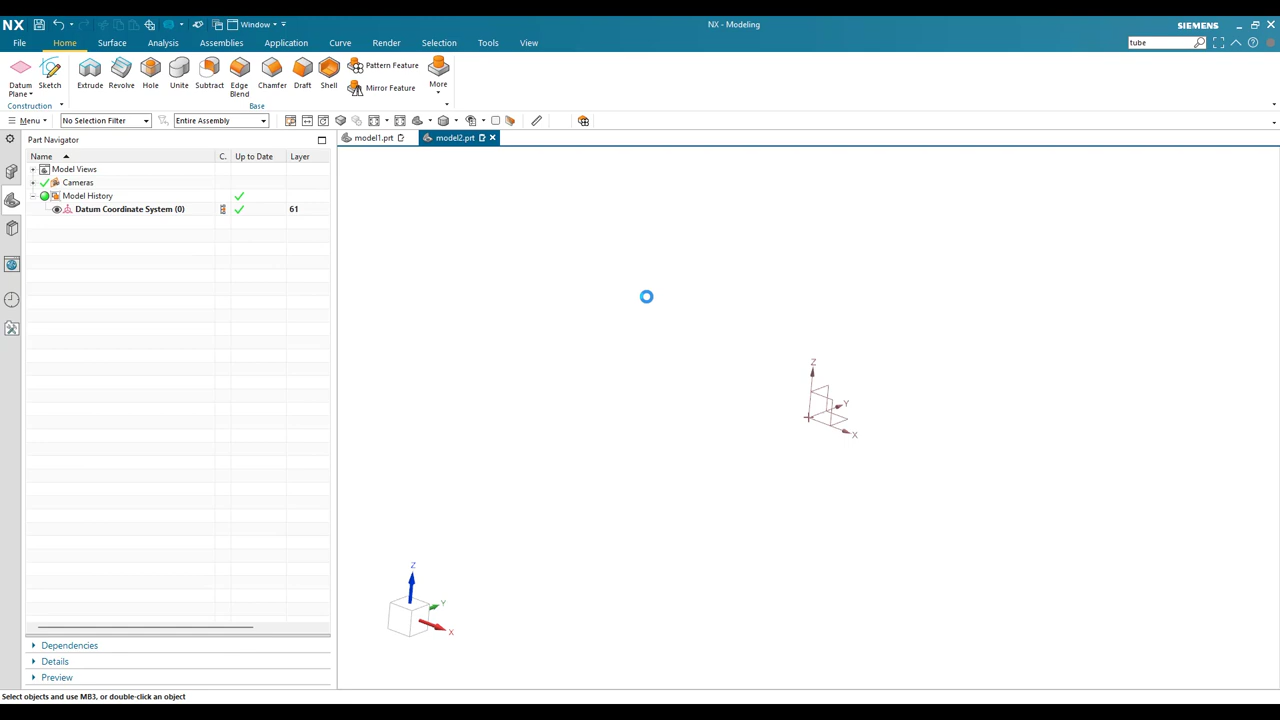 NX
Window
NX - Modeling
SIEMENS
File
Home
Surface
Analysis
Assemblies
Application
Curve
Render
Selection
Tools
View
tube
Datum
Plane
Sketch
Extrude
Revolve
Hole
Unite
Subtract
Edge
Blend
Chamfer
Draft
Shell
Pattern Feature
Mirror Feature
More
Construction
Base
Menu
No Selection Filter
Entire Assembly
Part Navigator
model1.prt
model2.prt
Name
C.
Up to Date
Layer
Model Views
Cameras
Model History
Datum Coordinate System (0)
61
Z
Y
X
Z
Y
X
Dependencies
Details
Preview
Select objects and use MB3, or double-click an object